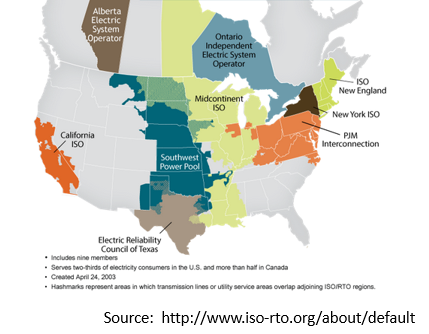 Alberta
Electric
System
Operator
Ontario
Independent
Electric System
Operator
ISO
New England
Midcontinent
ISO
New York ISO
California
ISO
PJM
Interconnection
Southwest
Power Pool
Electric Reliability
Council of Texas
• Includes nine members
• Serves two-thirds of electricity consumers in the U.S. and more than half in Canada
• Created April 24, 2003
• Hashmarks represent areas in which transmission lines or utility service areas overlap adjoining ISO/RTO regions.
Source: http://www.iso-rto.org/about/default